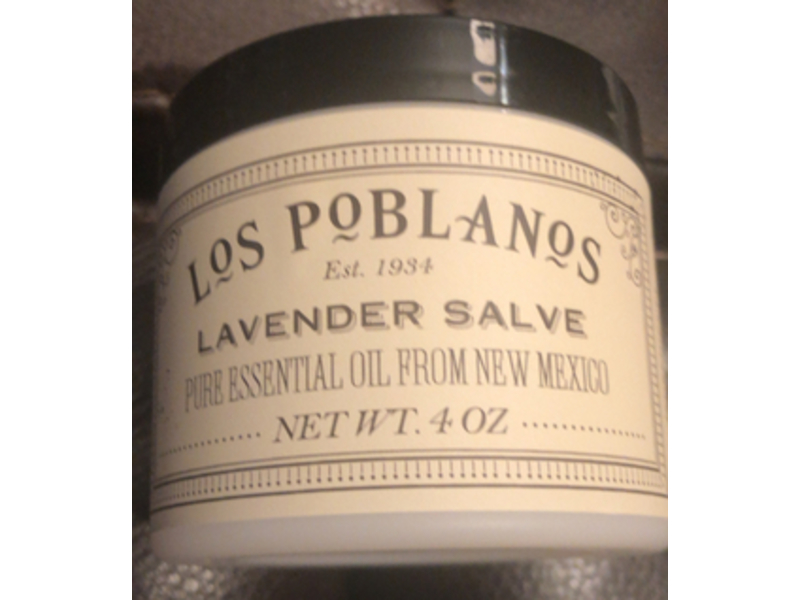 LOS POBLANOS
Est. 1934
LAVENDER SALVE
PURE ESSENTIAL OIL FROM NEW MEXICO
NET WT. 4 OZ